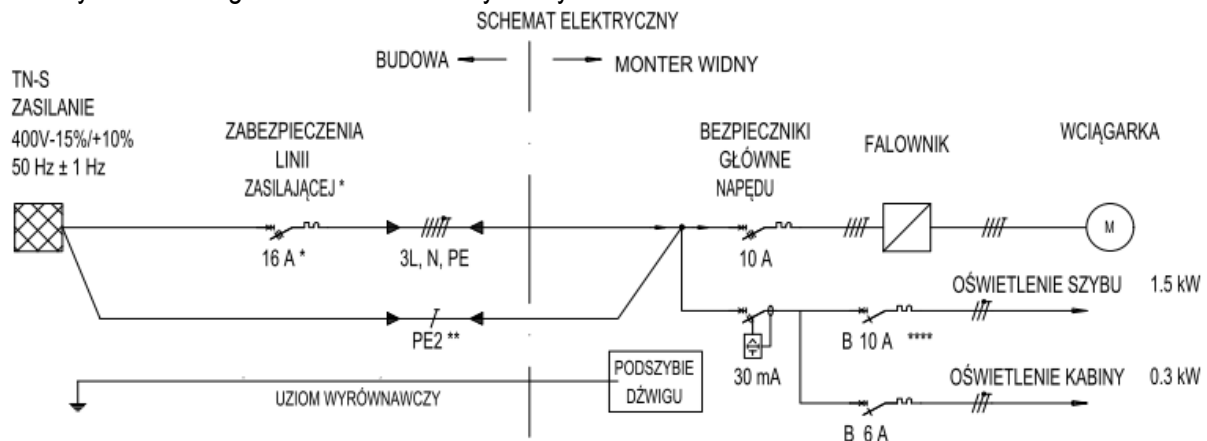 SCHEMAT ELEKTRYCZNY
BUDOWA
MONTER WIDNY
TN-S
ZASILANIE
400V-15%/+10%
50 Hz ± 1 Hz
ZABEZPIECZENIA
LINII
ZASILAJĄCEJ *
BEZPIECZNIKI
GŁÓWNE
NAPĘDU
FALOWNIK
WCIĄGARKA
16 A *
3L, N, PE
10 A
M
OŚWIETLENIE SZYBU 1.5 kW
PE2 **
B 10 A ****
30 mA
PODSZYBIE
DŹWIGU
UZIOM WYRÓWNAWCZY
OŚWIETLENIE KABINY 0.3 kW
B 6 A